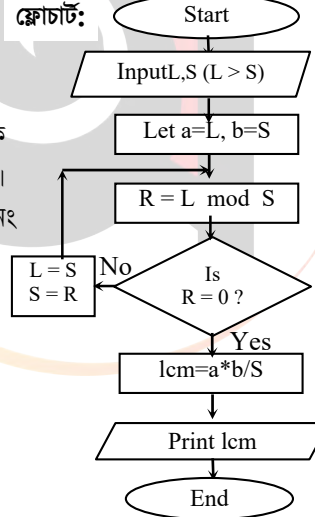 ফ্লোচার্ট:
Start
InputL,S (L > S)
Let a=L, b=S
R = L mod S
Is
R = 0 ?
No
L = S
S = R
Yes
lcm=a*b/S
Print lcm
End